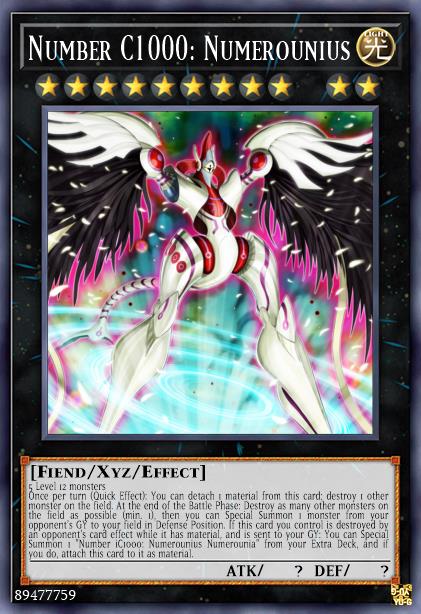 NUMBER C1000: NUMEROUNIUS
LIGHT
光
[FIEND/XYZ/EFFECT]
5 Level 12 monsters
Once per turn (Quick Effect): You can detach 1 material from this card; destroy 1 other
monster on the field. At the end of the Battle Phase: Destroy as many other monsters on
the field as possible (min. 1), then you can Special Summon 1 monster from your
opponent's GY to your field in Defense Position. If this card you control is destroyed by
an opponent's card effect while it has material, and is sent to your GY: You can Special
Summon 1 "Number iC1000: Numerounius Numerounia" from your Extra Deck, and if
you do, attach this card to it as material.
ATK/ ? DEF/ ?
89477759